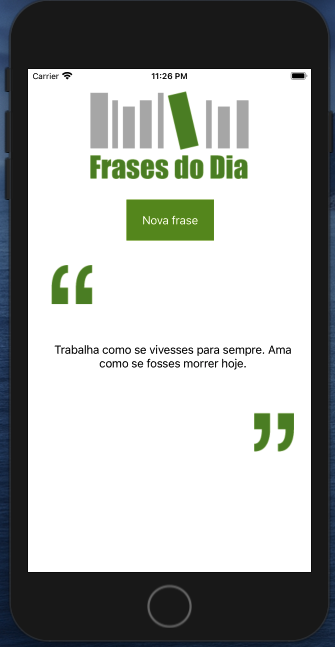 Carrier 11:26 PM
Frases do Dia
Nova frase
“
Trabalha como se vivesses para sempre. Ama
como se fosses morrer hoje.
”